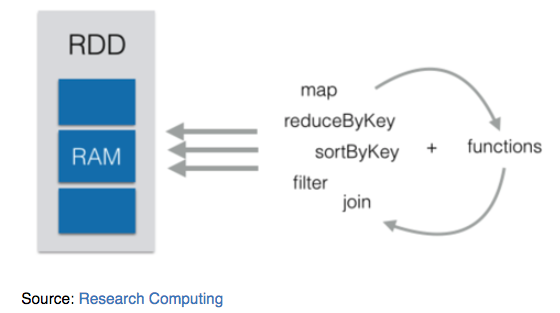 RDD
RAM
map
reduceByKey
sortByKey + functions
filter
join
Source: Research Computing